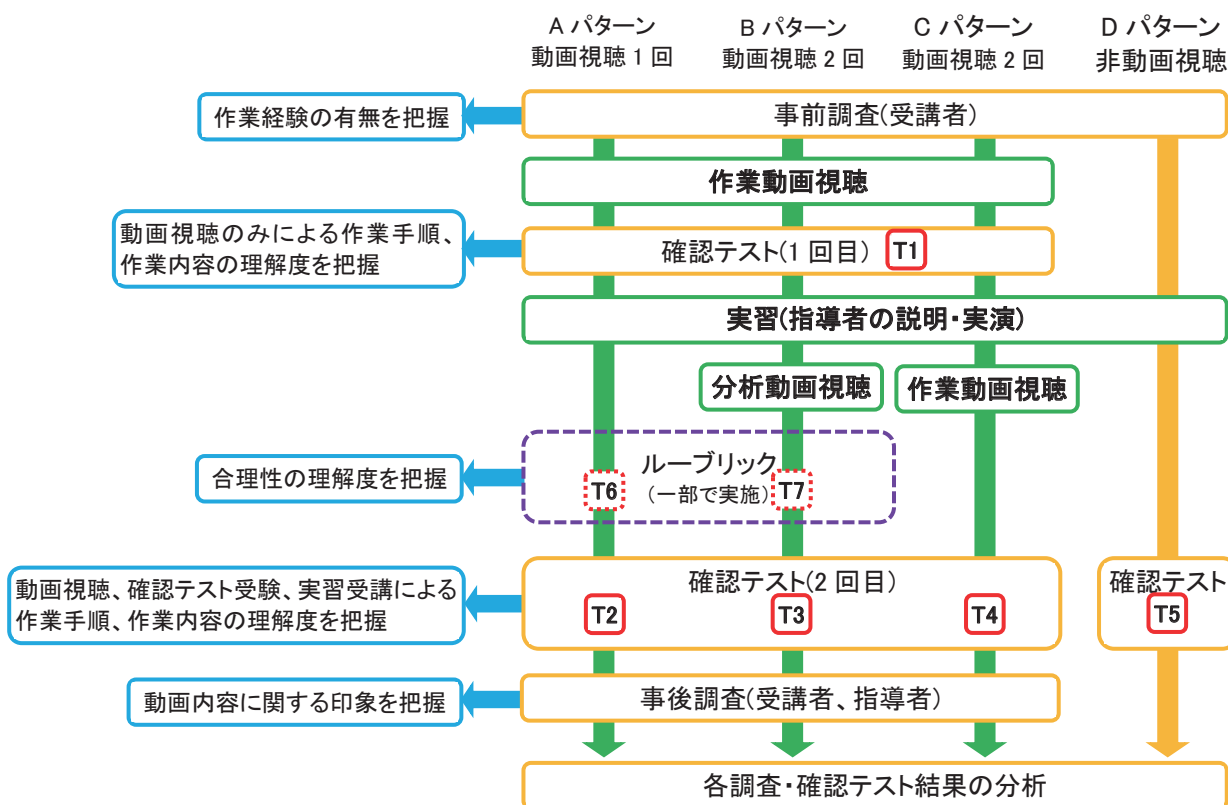 A パターン
動画視聴 1 回
B パターン
動画視聴 2 回
C パターン
動画視聴 2 回
D パターン
非動画視聴
作業経験の有無を把握
事前調査(受講者)
作業動画視聴
動画視聴のみによる作業手順、
作業内容の理解度を把握
確認テスト(1 回目)
T1
実習(指導者の説明・実演)
分析動画視聴
作業動画視聴
合理性の理解度を把握
ルーブリック
(一部で実施)
T6
T7
動画視聴、確認テスト受験、実習受講による
作業手順、作業内容の理解度を把握
確認テスト(2 回目)
T2
T3
T4
確認テスト
T5
動画内容に関する印象を把握
事後調査(受講者、指導者)
各調査・確認テスト結果の分析